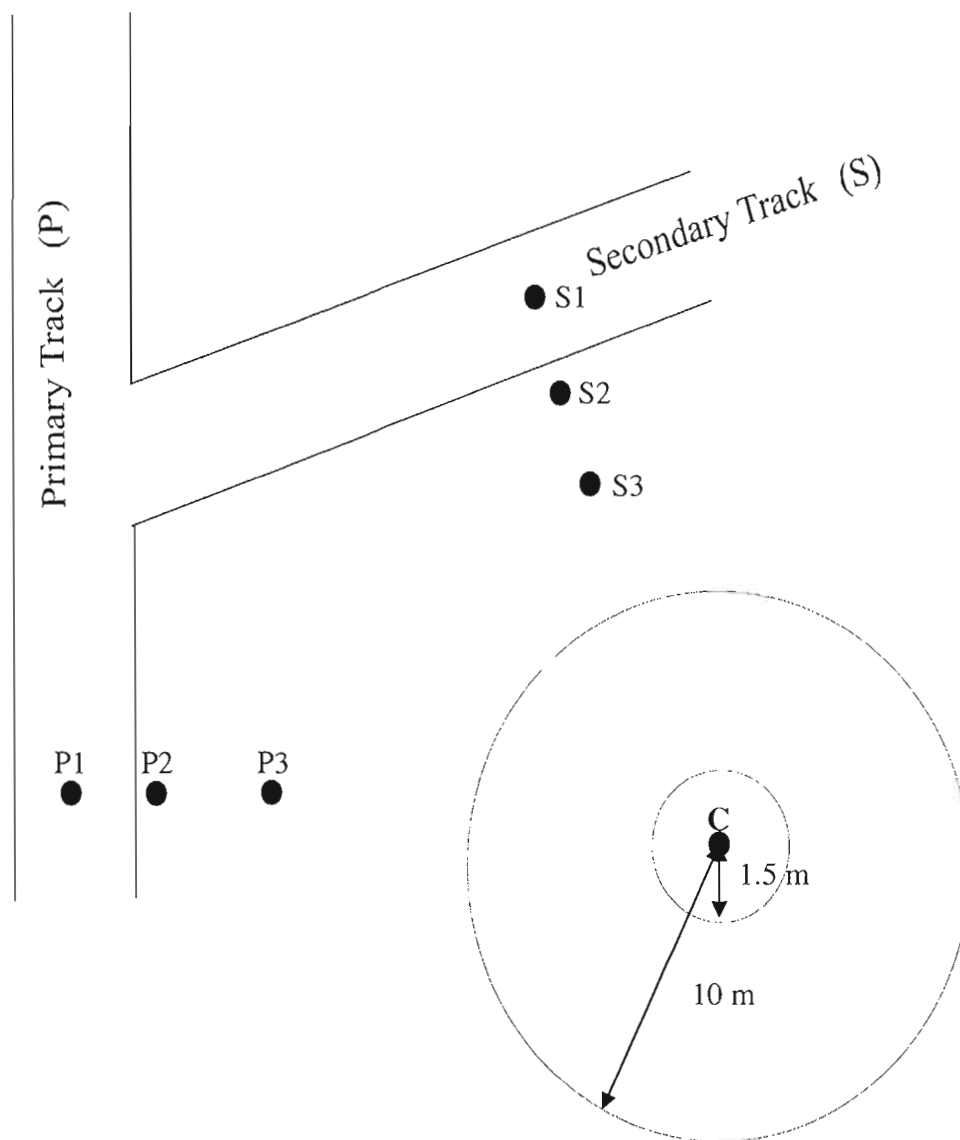 Primary Track (P)
Secondary Track (S)
S1
S2
S3
P1
P2
P3
C
1.5 m
10 m